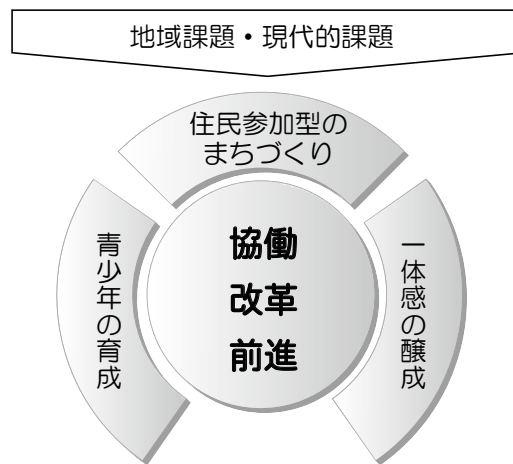 地域課題・現代的課題
住民参加型の
まちづくり
青少年の育成
協働
改革
前進
一体感の醸成